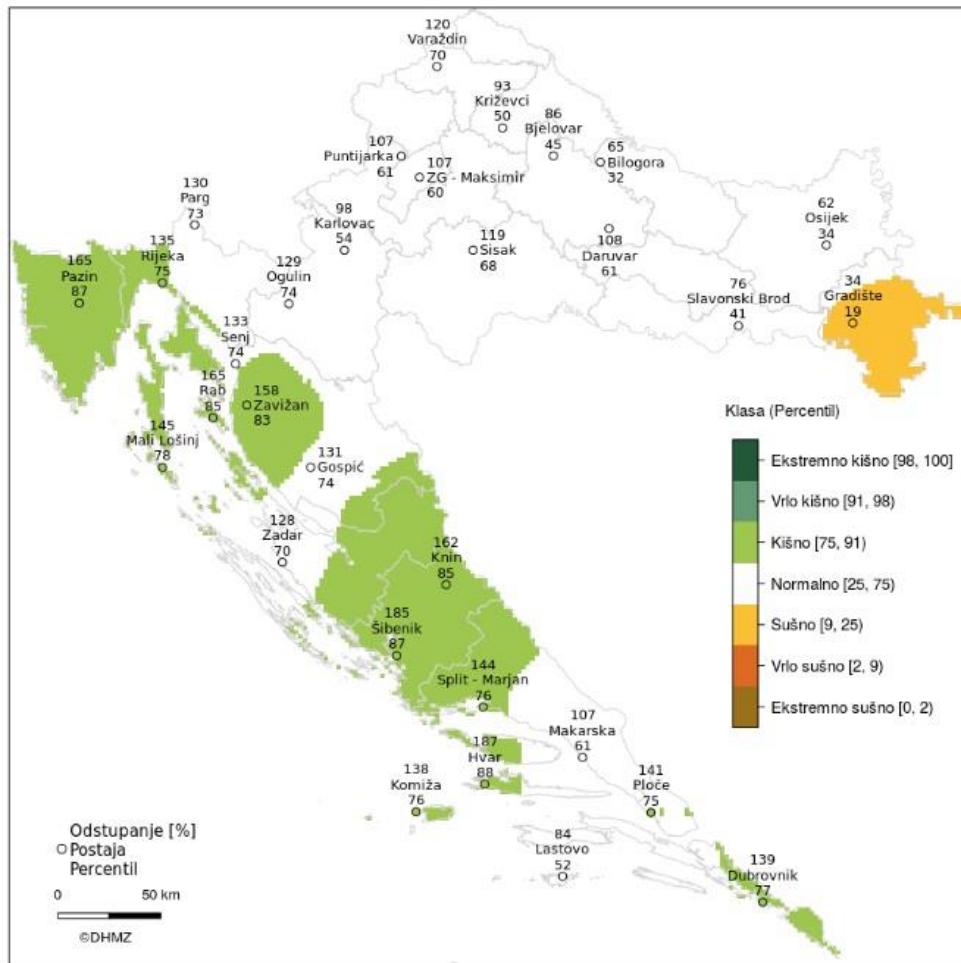 120
Varaždin
70
93
Križevci
50
86
Bjelovar
45
107
Puntijarka
61
107
ZG - Maksimir
60
65
Bilogora
32
130
Parg
73
98
Karlovac
54
119
Sisak
68
108
Daruvar
61
62
Osijek
34
165
Pazin
87
135
Rijeka
75
129
Ogulin
74
76
Slavonski Brod
41
34
Gradište
19
133
Senj
74
165
Rab
85
158
Zavižan
83
145
Mali Lošinj
78
131
Gospić
74
128
Zadar
70
162
Knin
85
185
Šibenik
87
144
Split - Marjan
76
107
Makarska
61
187
Hvar
88
138
Komiža
76
141
Ploče
75
84
Lastovo
52
139
Dubrovnik
77
Klasa (Percentil)
Ekstremno kišno [98, 100]
Vrlo kišno [91, 98)
Kišno [75, 91)
Normalno [25, 75)
Sušno [9, 25)
Vrlo sušno [2, 9)
Ekstremno sušno [0, 2)
Odstupanje [%]
Postaja
Percentil
0 50 km
©DHMZ